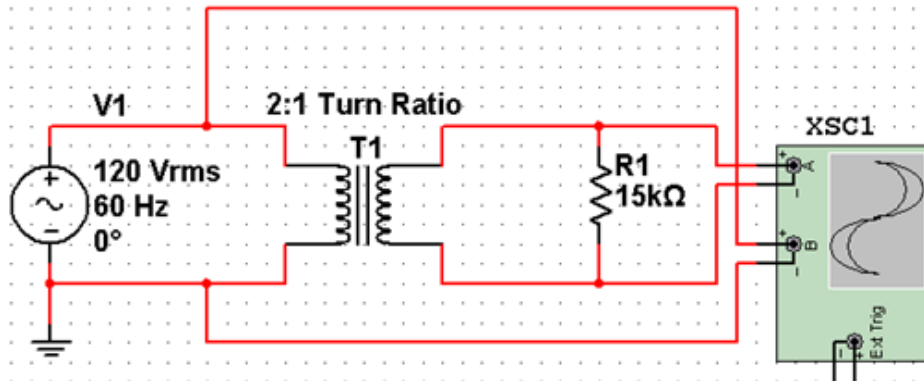 V1
120 Vrms
60 Hz
0°
2:1 Turn Ratio
T1
R1
15kΩ
XSC1
A
B
Ext Trig